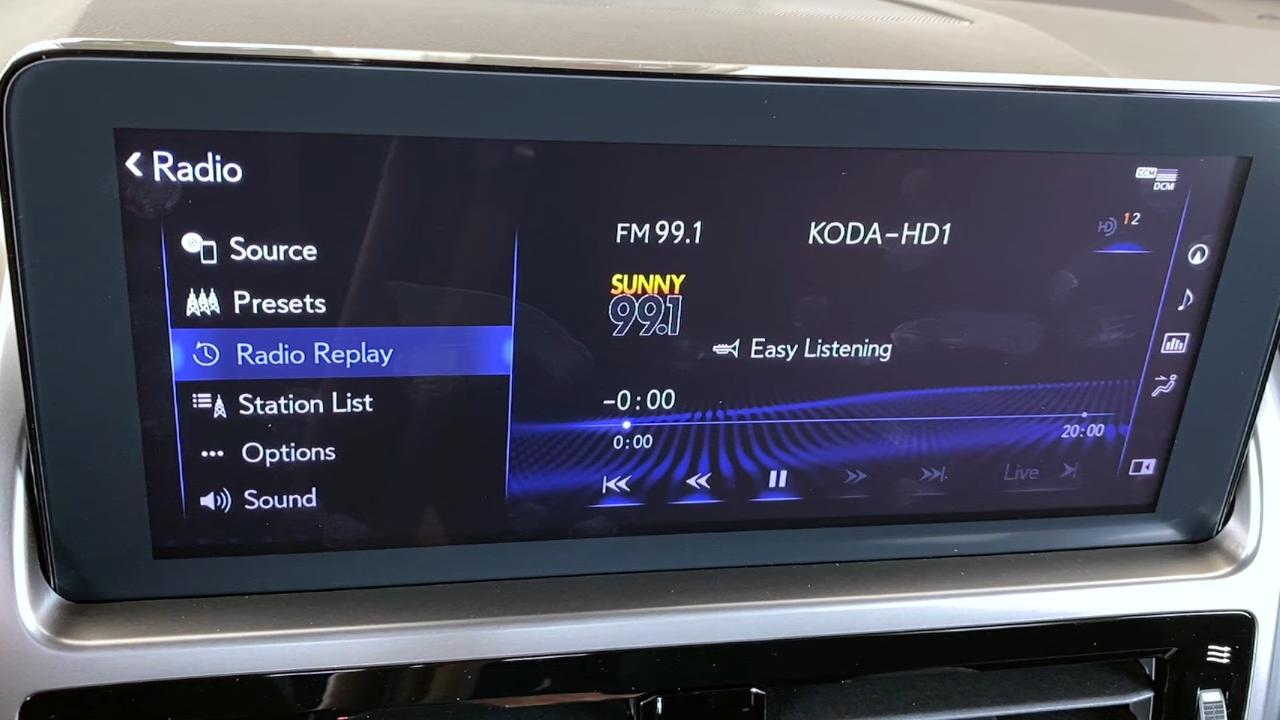 Radio
DCM
Source
Presets
Radio Replay
Station List
Options
Sound
FM 99.1
KODA-HD1
HD 1 2
SUNNY
99.1
Easy Listening
-0:00
0:00
20:00
Live